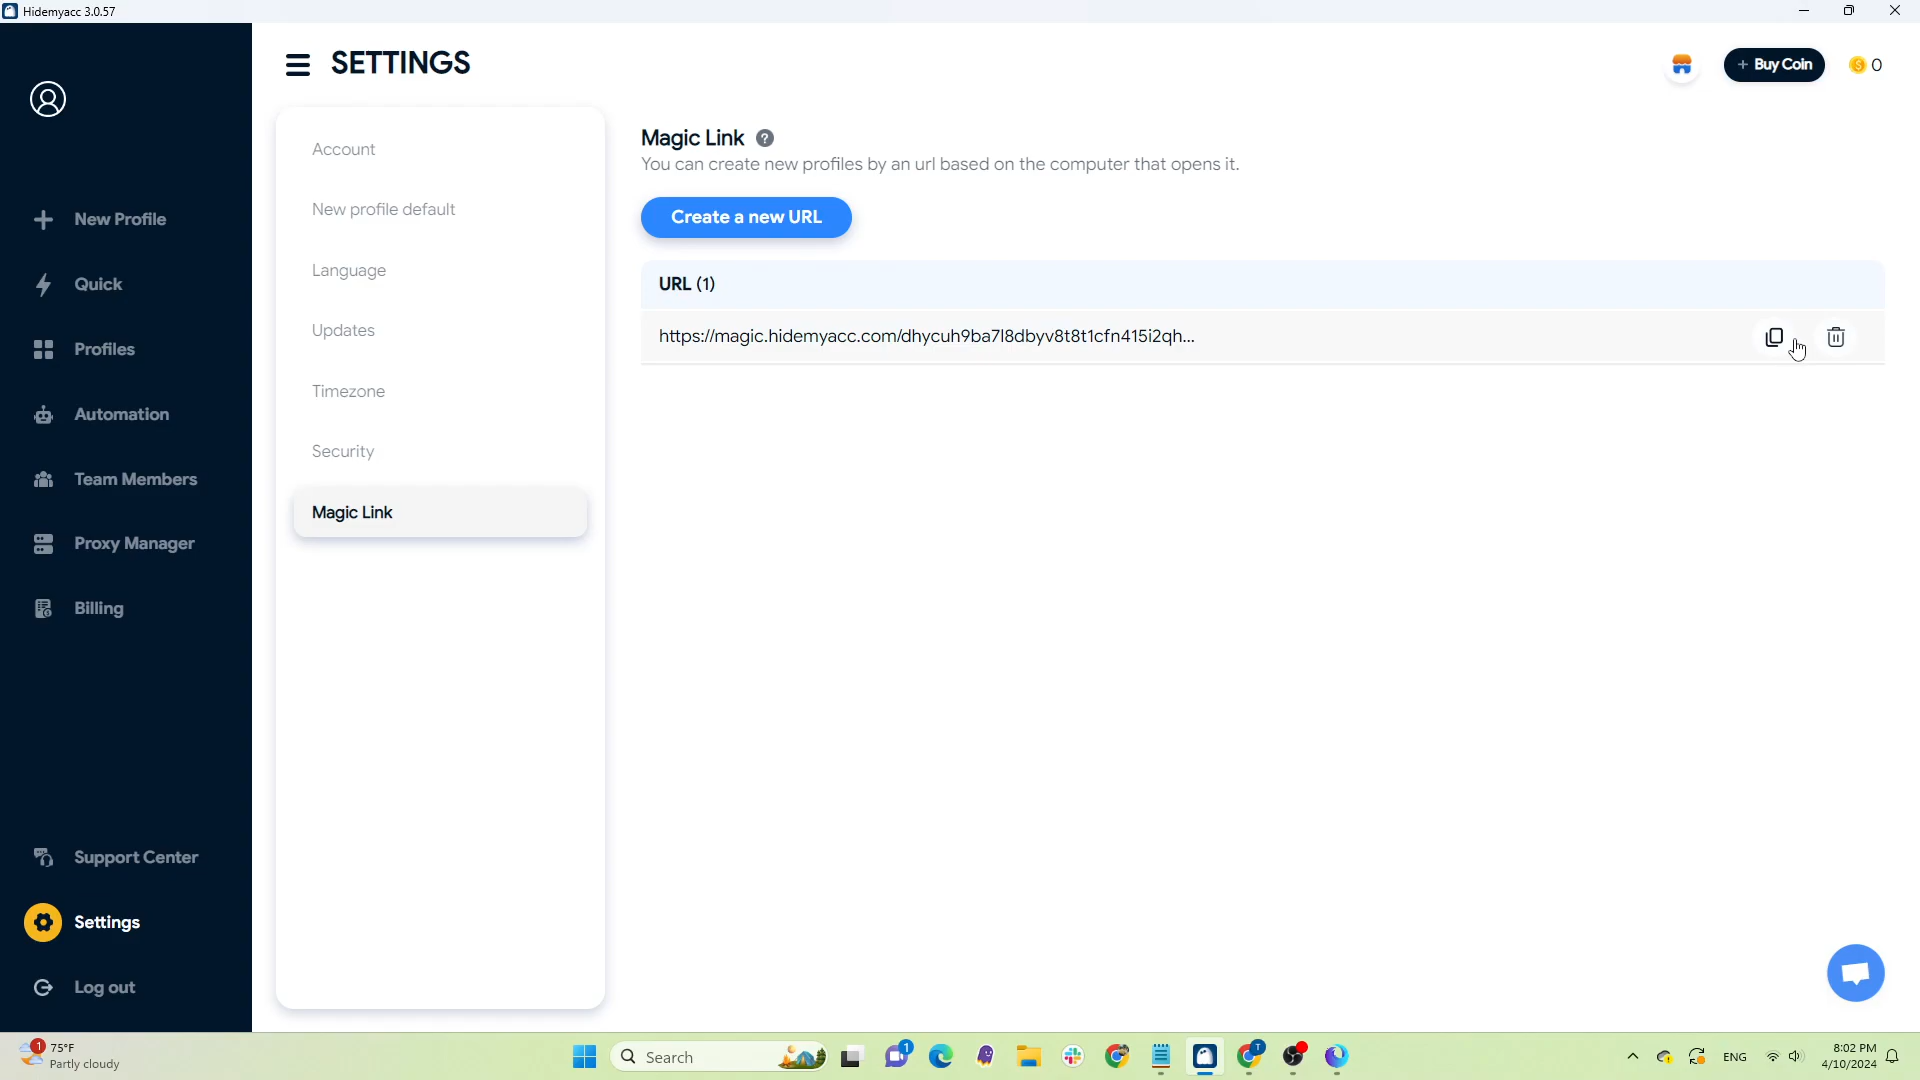 Hidemyacc 3.0.57
SETTINGS
+ Buy Coin
0
New Profile
Quick
Profiles
Automation
Team Members
Proxy Manager
Billing
Support Center
Settings
Log out
Account
New profile default
Language
Updates
Timezone
Security
Magic Link
Magic Link ?
You can create new profiles by an url based on the computer that opens it.
Create a new URL
URL (1)
https://magic.hidemyacc.com/dhycuh9ba7l8dbyv8t8t1cfn415i2qh...
1
75°F
Partly cloudy
Search
1
T
ENG
8:02 PM
4/10/2024